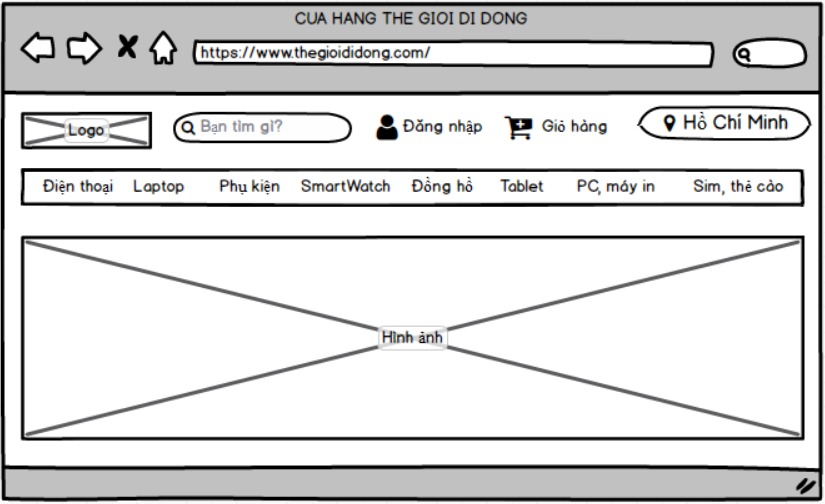 CUA HANG THE GIOI DI DONG
https://www.thegioididong.com/
Logo Bạn tìm gì? Đăng nhập Giỏ hàng Hồ Chí Minh
Điện thoại Laptop Phụ kiện SmartWatch Đồng hồ Tablet PC, máy in Sim, thẻ cào
Hình ảnh